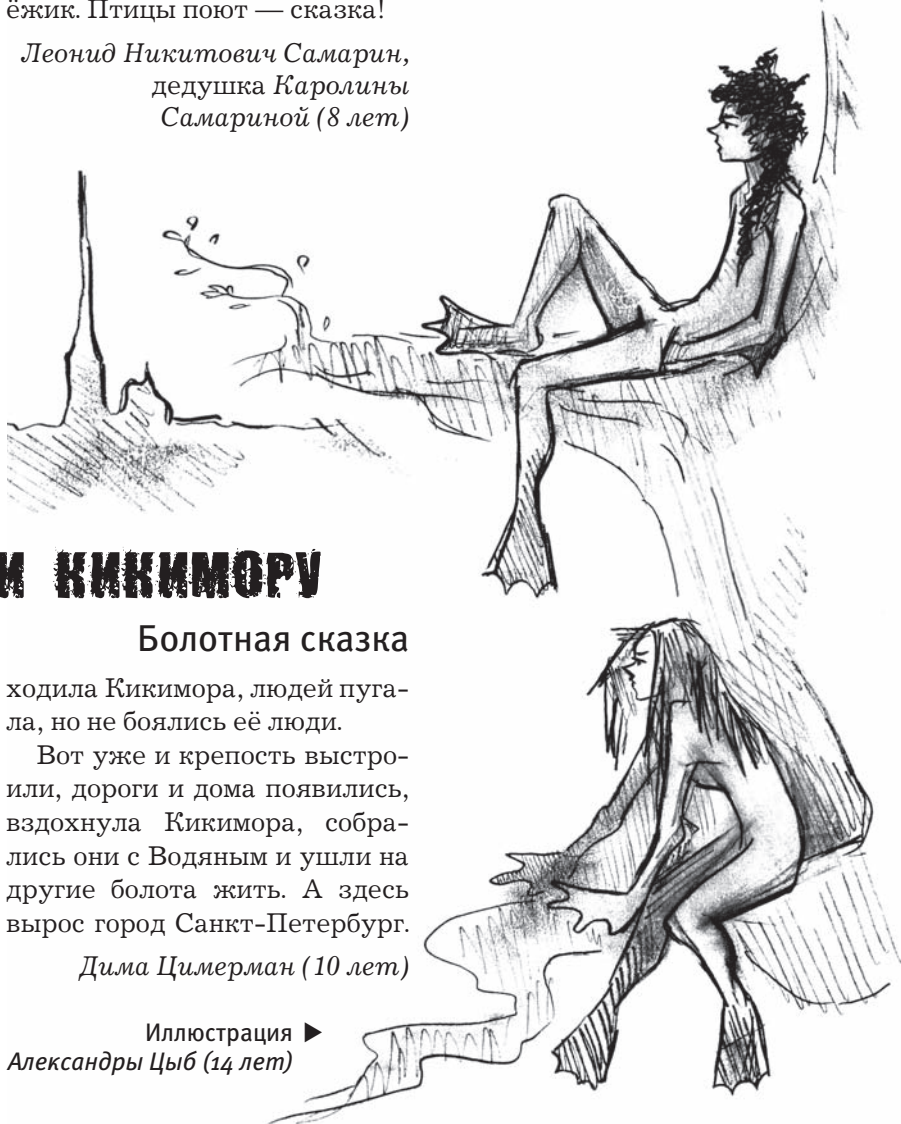 ёжик. Птицы поют — сказка!
Леонид Никитович Самарин,
дедушка Каролины
Самариной (8 лет)
И КИКИМОРУ
Болотная сказка
ходила Кикимора, людей пуга-
ла, но не боялись её люди.
Вот уже и крепость выстро-
или, дороги и дома появились,
вздохнула Кикимора, собра-
лись они с Водяным и ушли на
другие болота жить. А здесь
вырос город Санкт-Петербург.
Дима Цимерман (10 лет)
Иллюстрация ▶
Александры Цыб (14 лет)